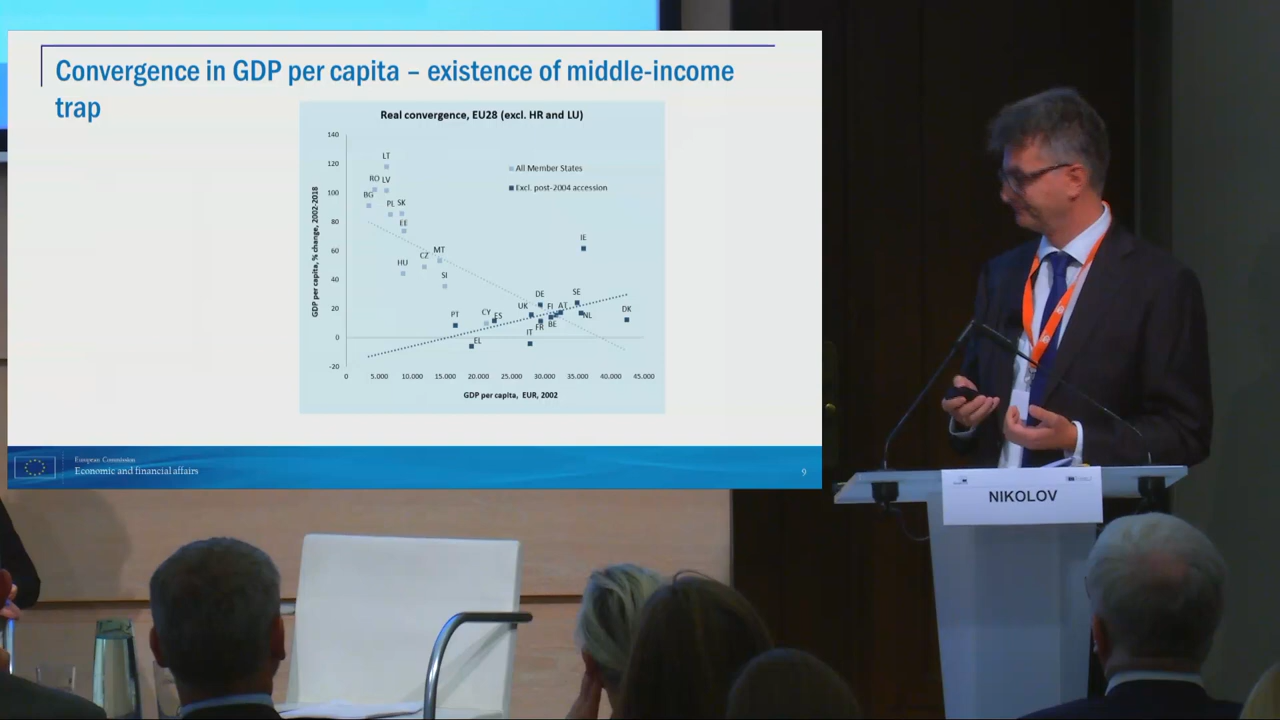 Convergence in GDP per capita – existence of middle-income
trap
Real convergence, EU28 (excl. HR and LU)
GDP per capita, % change, 2002-2018
140
120
100
80
60
40
20
0
-20
All Member States
Excl. post-2004 accession
LT
RO LV
BG
PL SK
EE
IE
MT
CZ
HU
SI
DE
SE
UK
FI AT
DK
PT
CY ES
NL
FR
BE
IT
EL
0 5.000 10.000 15.000 20.000 25.000 30.000 35.000 40.000 45.000
GDP per capita, EUR, 2002
European Commission
Economic and financial affairs
9
NIKOLOV